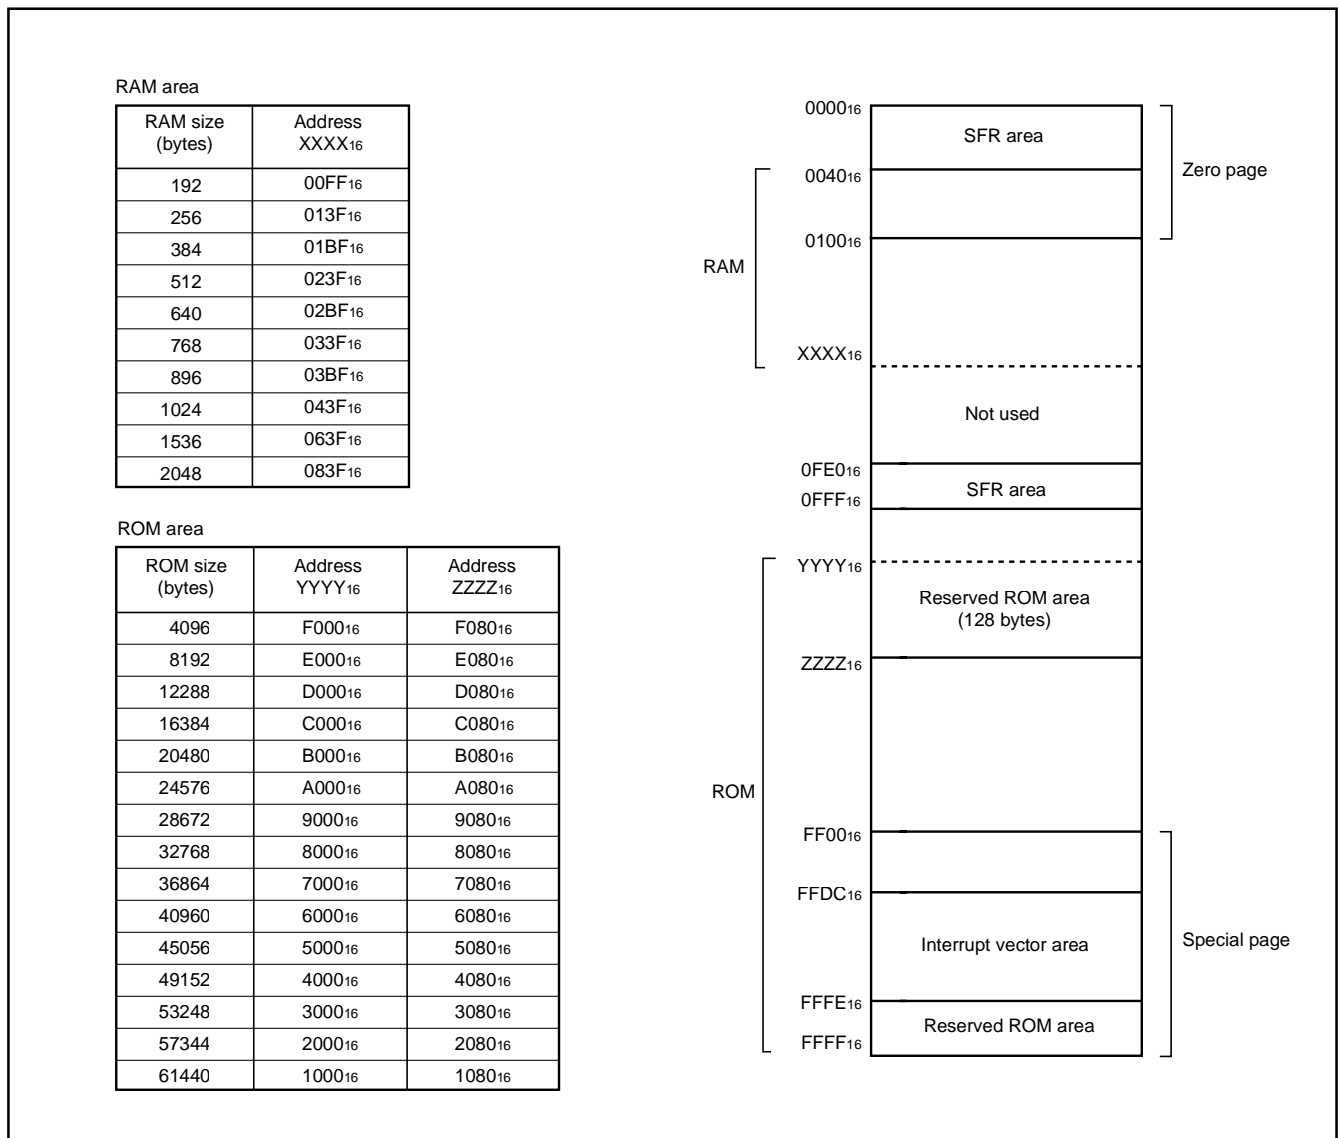 RAM area
RAM size (bytes) Address XXXX16
192 00FF16
256 013F16
384 01BF16
512 023F16
640 02BF16
768 033F16
896 03BF16
1024 043F16
1536 063F16
2048 083F16
ROM area
ROM size (bytes) Address YYYY16 Address ZZZZ16
4096 F00016 F08016
8192 E00016 E08016
12288 D00016 D08016
16384 C00016 C08016
20480 B00016 B08016
24576 A00016 A08016
28672 900016 908016
32768 800016 808016
36864 700016 708016
40960 600016 608016
45056 500016 508016
49152 400016 408016
53248 300016 308016
57344 200016 208016
61440 100016 108016
000016
SFR area
Zero page
004016
010016
RAM
XXXX16
Not used
0FE016
SFR area
0FFF16
YYYY16
Reserved ROM area
(128 bytes)
ZZZZ16
ROM
FF0016
FFDC16
Interrupt vector area
Special page
FFFE16
Reserved ROM area
FFFF16